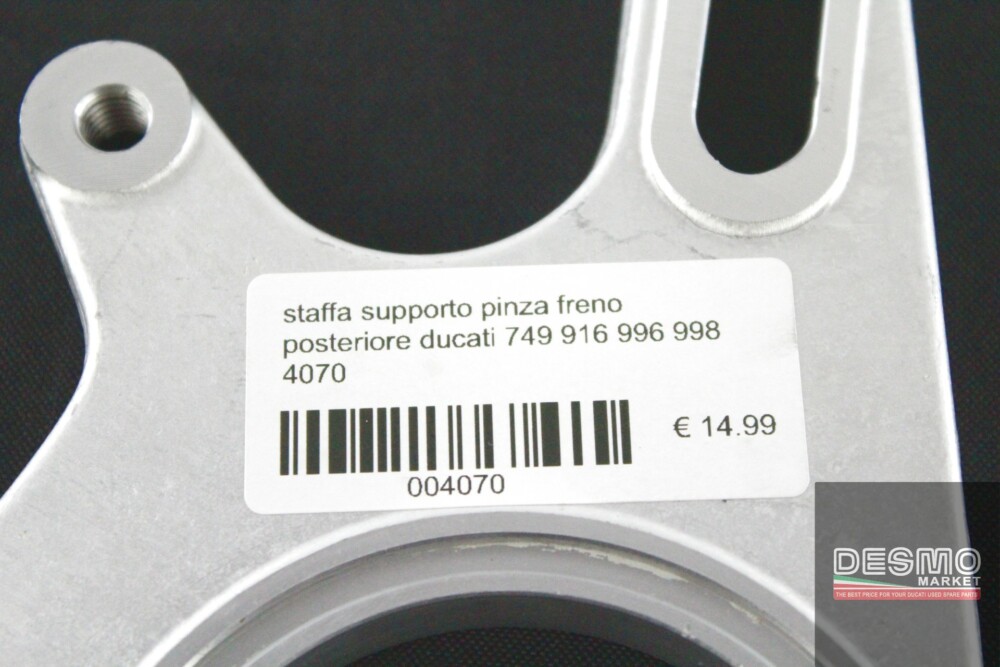 staffa supporto pinza freno
posteriore ducati 749 916 996 998
4070
€ 14.99
004070
DESMO
MARKET
THE BEST PRICE FOR YOUR DUCATI USED SPARE PARTS